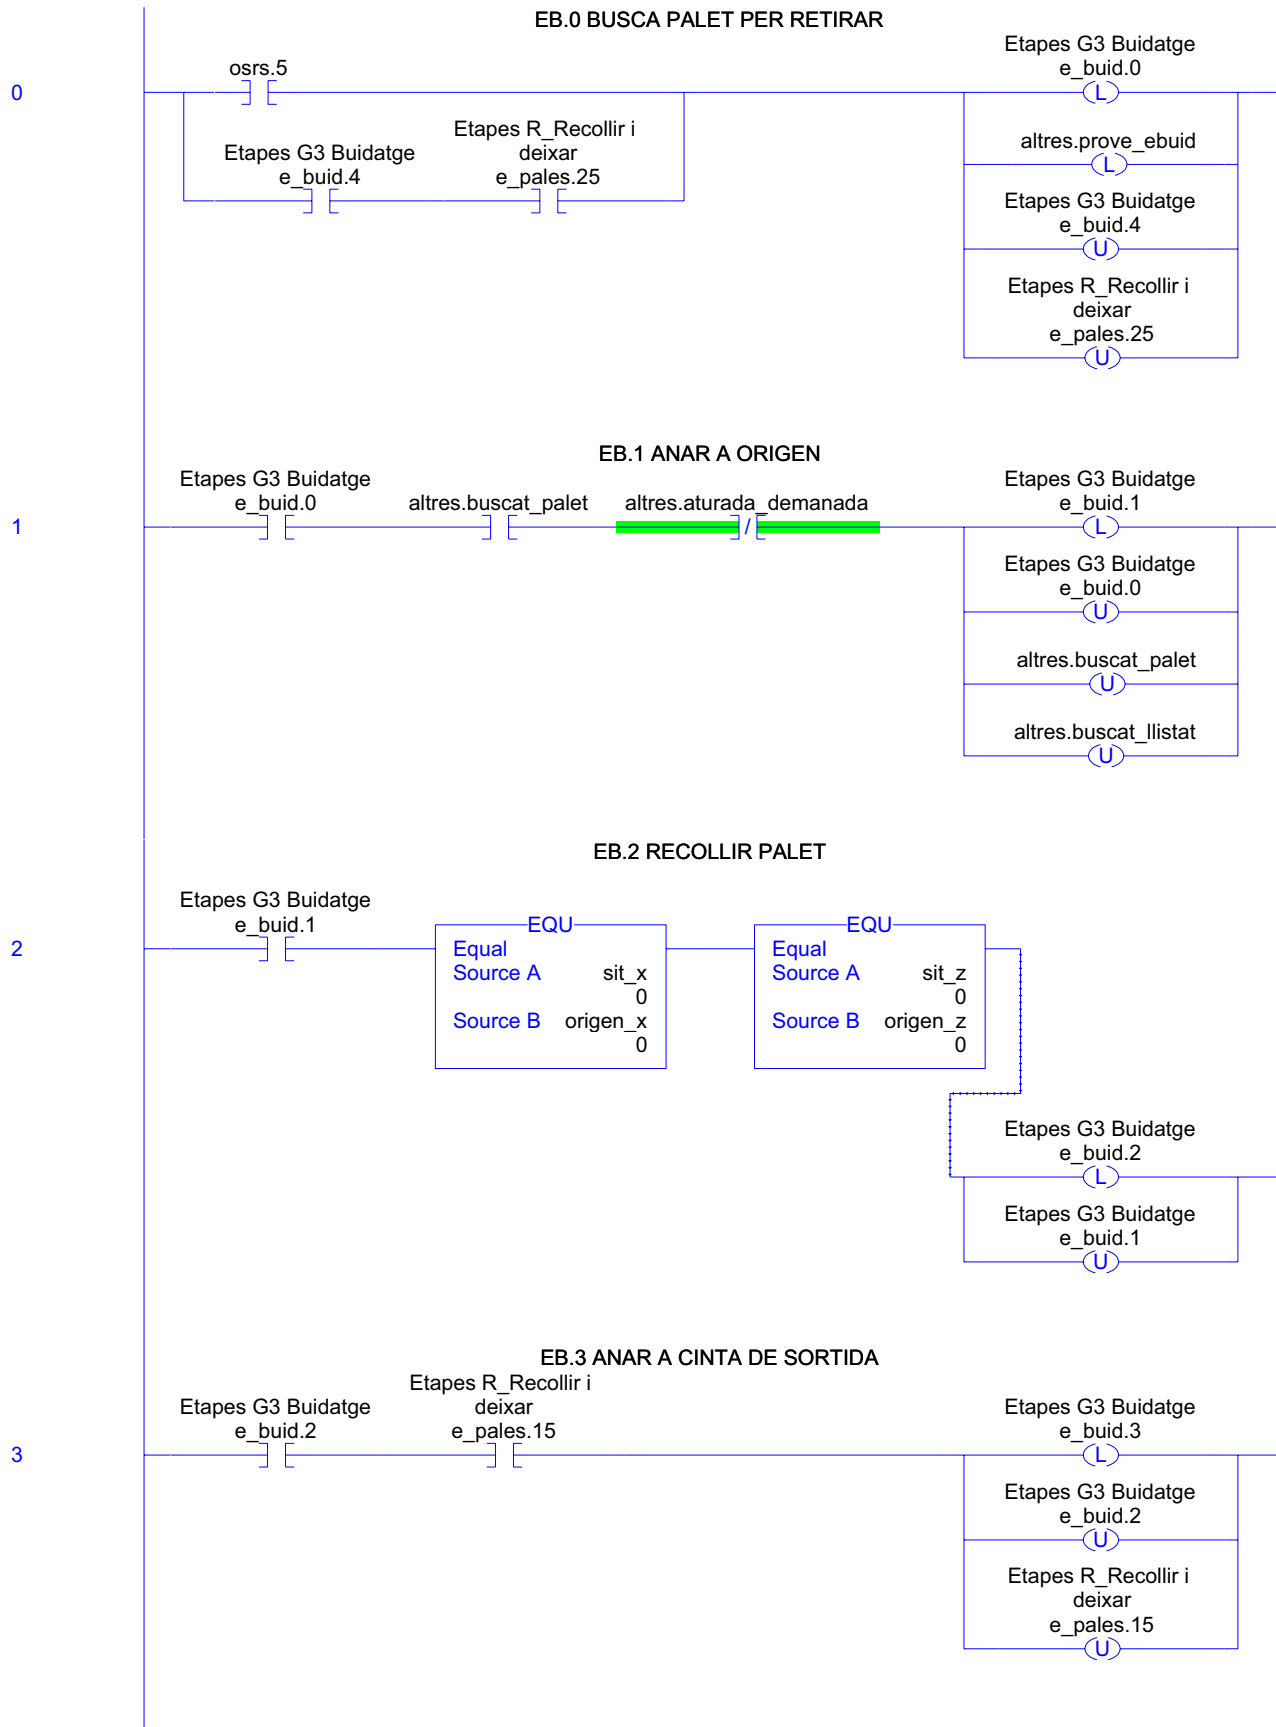 EB.0 BUSCA PALET PER RETIRAR
0
osrs.5
Etapes G3 Buidatge
e_buid.4
Etapes R_Recollir i
deixar
e_pales.25
Etapes G3 Buidatge
e_buid.0
L
altres.prove_ebuid
L
Etapes G3 Buidatge
e_buid.4
U
Etapes R_Recollir i
deixar
e_pales.25
U
EB.1 ANAR A ORIGEN
1
Etapes G3 Buidatge
e_buid.0
altres.buscat_palet
altres.aturada_demanada
/
Etapes G3 Buidatge
e_buid.1
L
Etapes G3 Buidatge
e_buid.0
U
altres.buscat_palet
U
altres.buscat_llistat
U
EB.2 RECOLLIR PALET
2
Etapes G3 Buidatge
e_buid.1
EQU
Equal
Source A sit_x
0
Source B origen_x
0
EQU
Equal
Source A sit_z
0
Source B origen_z
0
Etapes G3 Buidatge
e_buid.2
L
Etapes G3 Buidatge
e_buid.1
U
EB.3 ANAR A CINTA DE SORTIDA
3
Etapes G3 Buidatge
e_buid.2
Etapes R_Recollir i
deixar
e_pales.15
Etapes G3 Buidatge
e_buid.3
L
Etapes G3 Buidatge
e_buid.2
U
Etapes R_Recollir i
deixar
e_pales.15
U